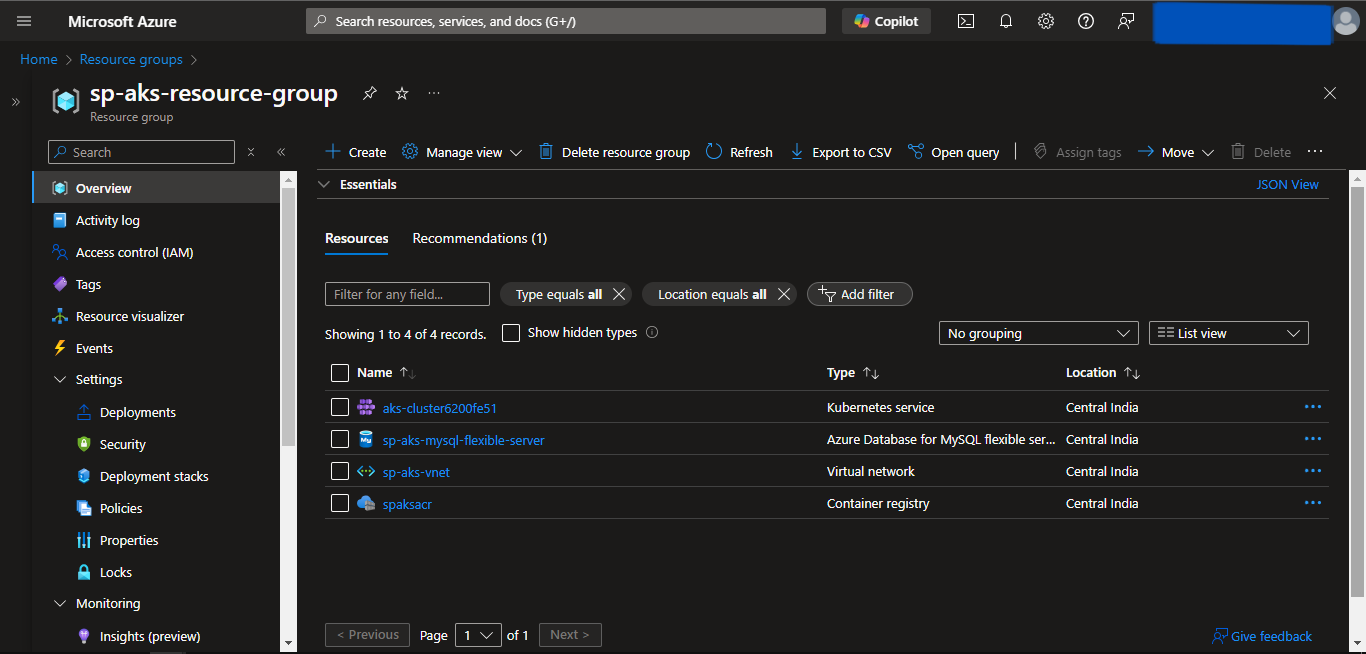 Microsoft Azure
Search resources, services, and docs (G+/)
Copilot
Home > Resource groups >
sp-aks-resource-group
Resource group
Search
Create
Manage view
Delete resource group
Refresh
Export to CSV
Open query
Assign tags
Move
Delete
Overview
Activity log
Access control (IAM)
Tags
Resource visualizer
Events
Settings
Deployments
Security
Deployment stacks
Policies
Properties
Locks
Monitoring
Insights (preview)
Essentials
JSON View
Resources
Recommendations (1)
Filter for any field...
Type equals all
Location equals all
Add filter
Showing 1 to 4 of 4 records.
Show hidden types
No grouping
List view
Name Type Location
aks-cluster6200fe51 Kubernetes service Central India
sp-aks-mysql-flexible-server Azure Database for MySQL flexible ser... Central India
sp-aks-vnet Virtual network Central India
spaksacr Container registry Central India
< Previous Page 1 of 1 Next >
Give feedback